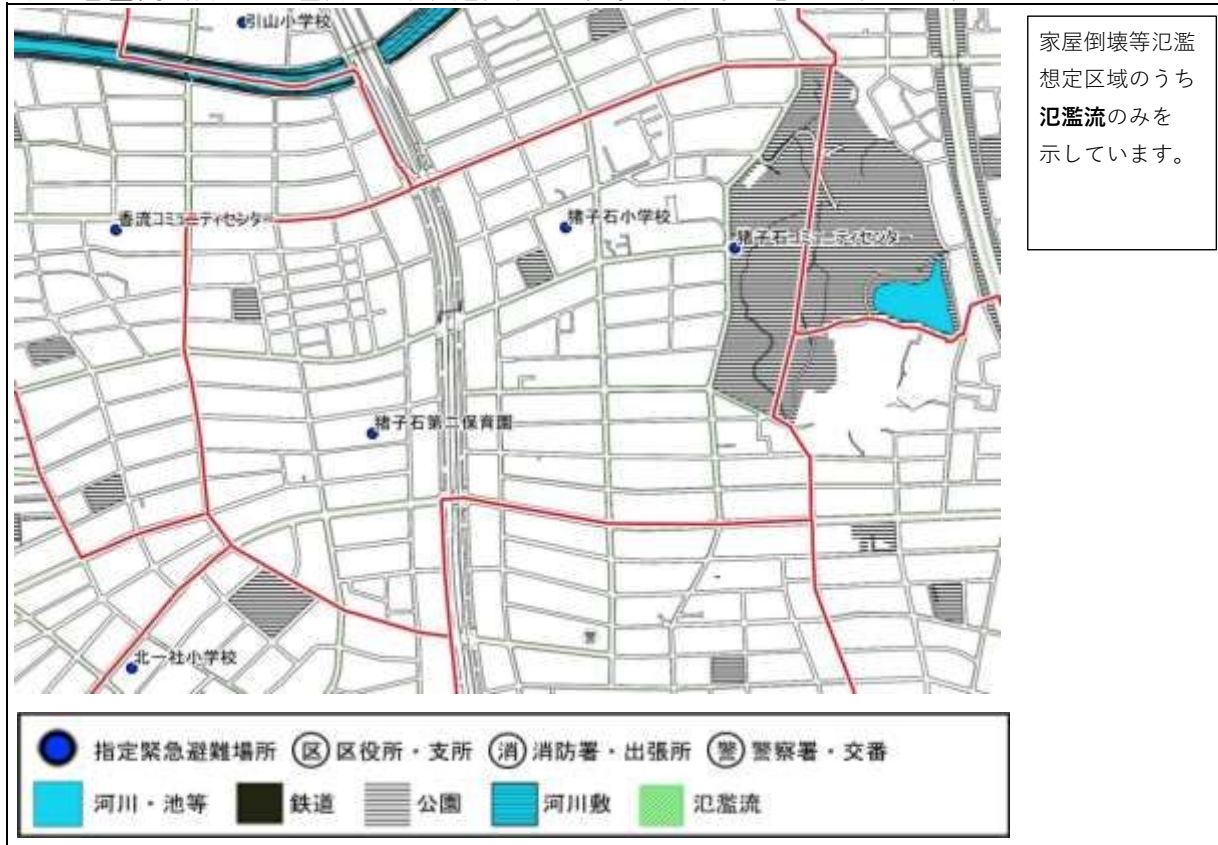 引山小学校
家屋倒壊等氾濫
想定区域のうち
氾濫流のみを
示しています。
香流コミュニティセンター
猪子石小学校
猪子石コミュニティセンター
猪子石第二保育園
警
北一社小学校
指定緊急避難場所 区 区役所・支所 消 消防署・出張所 警 警察署・交番
河川・池等 鉄道 公園 河川敷 氾濫流